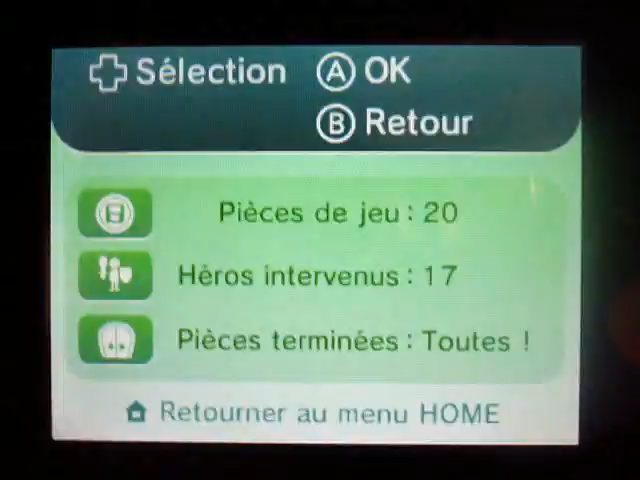 Sélection Ⓐ OK
Ⓑ Retour
Pièces de jeu : 20
Héros intervenus : 17
Pièces terminées : Toutes !
Retourner au menu HOME